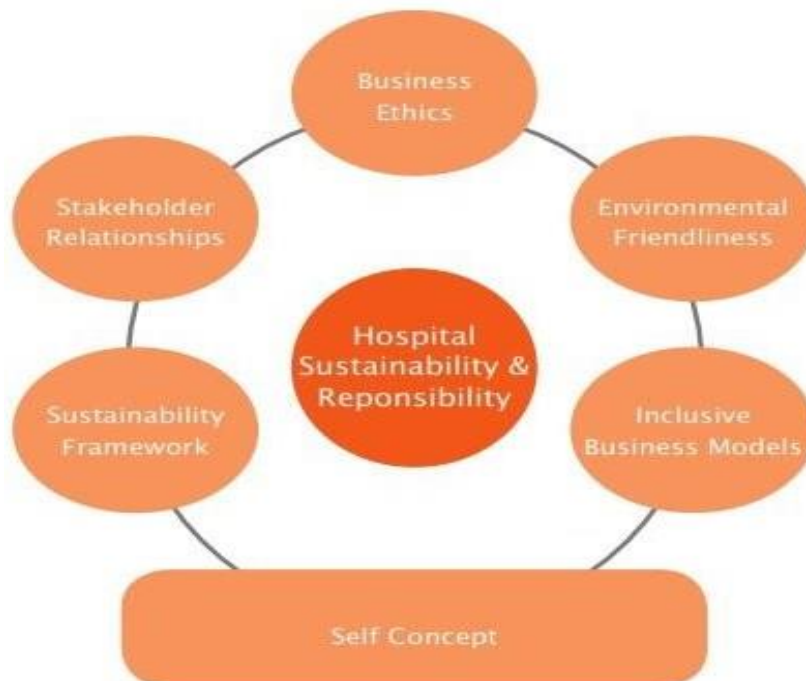 Business
Ethics
Stakeholder
Relationships
Environmental
Friendliness
Hospital
Sustainability &
Reponsibility
Sustainability
Framework
Inclusive
Business Models
Self Concept